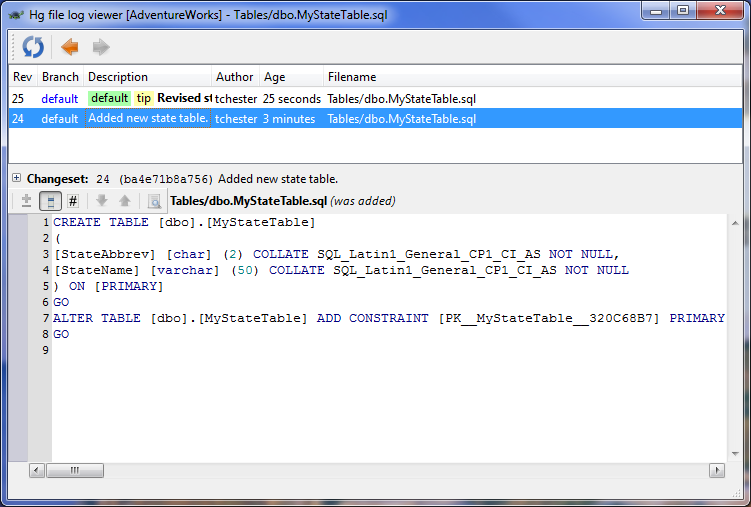 Hg file log viewer [AdventureWorks] - Tables/dbo.MyStateTable.sql
Rev Branch Description Author Age Filename
25 default default tip Revised st tchester 25 seconds Tables/dbo.MyStateTable.sql
24 default Added new state table. tchester 3 minutes Tables/dbo.MyStateTable.sql
Changeset: 24 (ba4e71b8a756) Added new state table.
# Tables/dbo.MyStateTable.sql (was added)
1 CREATE TABLE [dbo].[MyStateTable]
2 (
3 [StateAbbrev] [char] (2) COLLATE SQL_Latin1_General_CP1_CI_AS NOT NULL,
4 [StateName] [varchar] (50) COLLATE SQL_Latin1_General_CP1_CI_AS NOT NULL
5 ) ON [PRIMARY]
6 GO
7 ALTER TABLE [dbo].[MyStateTable] ADD CONSTRAINT [PK__MyStateTable__320C68B7] PRIMARY
8 GO
9